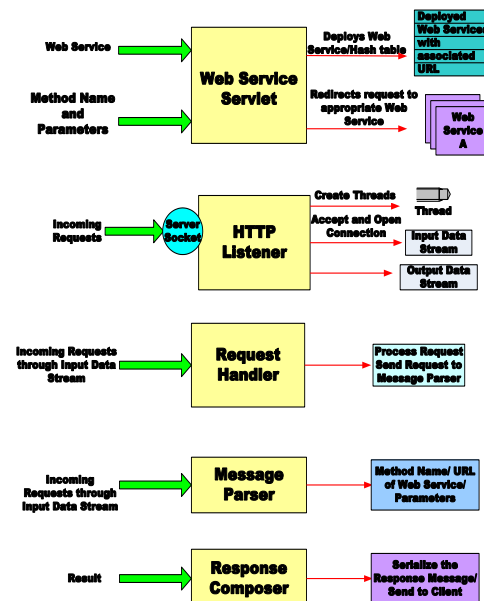 Web Service
Method Name
and
Parameters
Web Service
Servlet
Deploys Web
Service/Hash table
Redirects request to
appropriate Web
Service
Deployed
Web Services
with
associated
URL
Web
Service
A
Incoming
Requests
Server
Socket
HTTP
Listener
Create Threads
Accept and Open
Connection
Thread
Input Data
Stream
Output Data
Stream
Incoming Requests
through Input Data
Stream
Request
Handler
Process Request
Send Request to
Message Parser
Incoming
Requests through
Input Data Stream
Message
Parser
Method Name/ URL
of Web Service/
Parameters
Result
Response
Composer
Serialize the
Response Message/
Send to Client